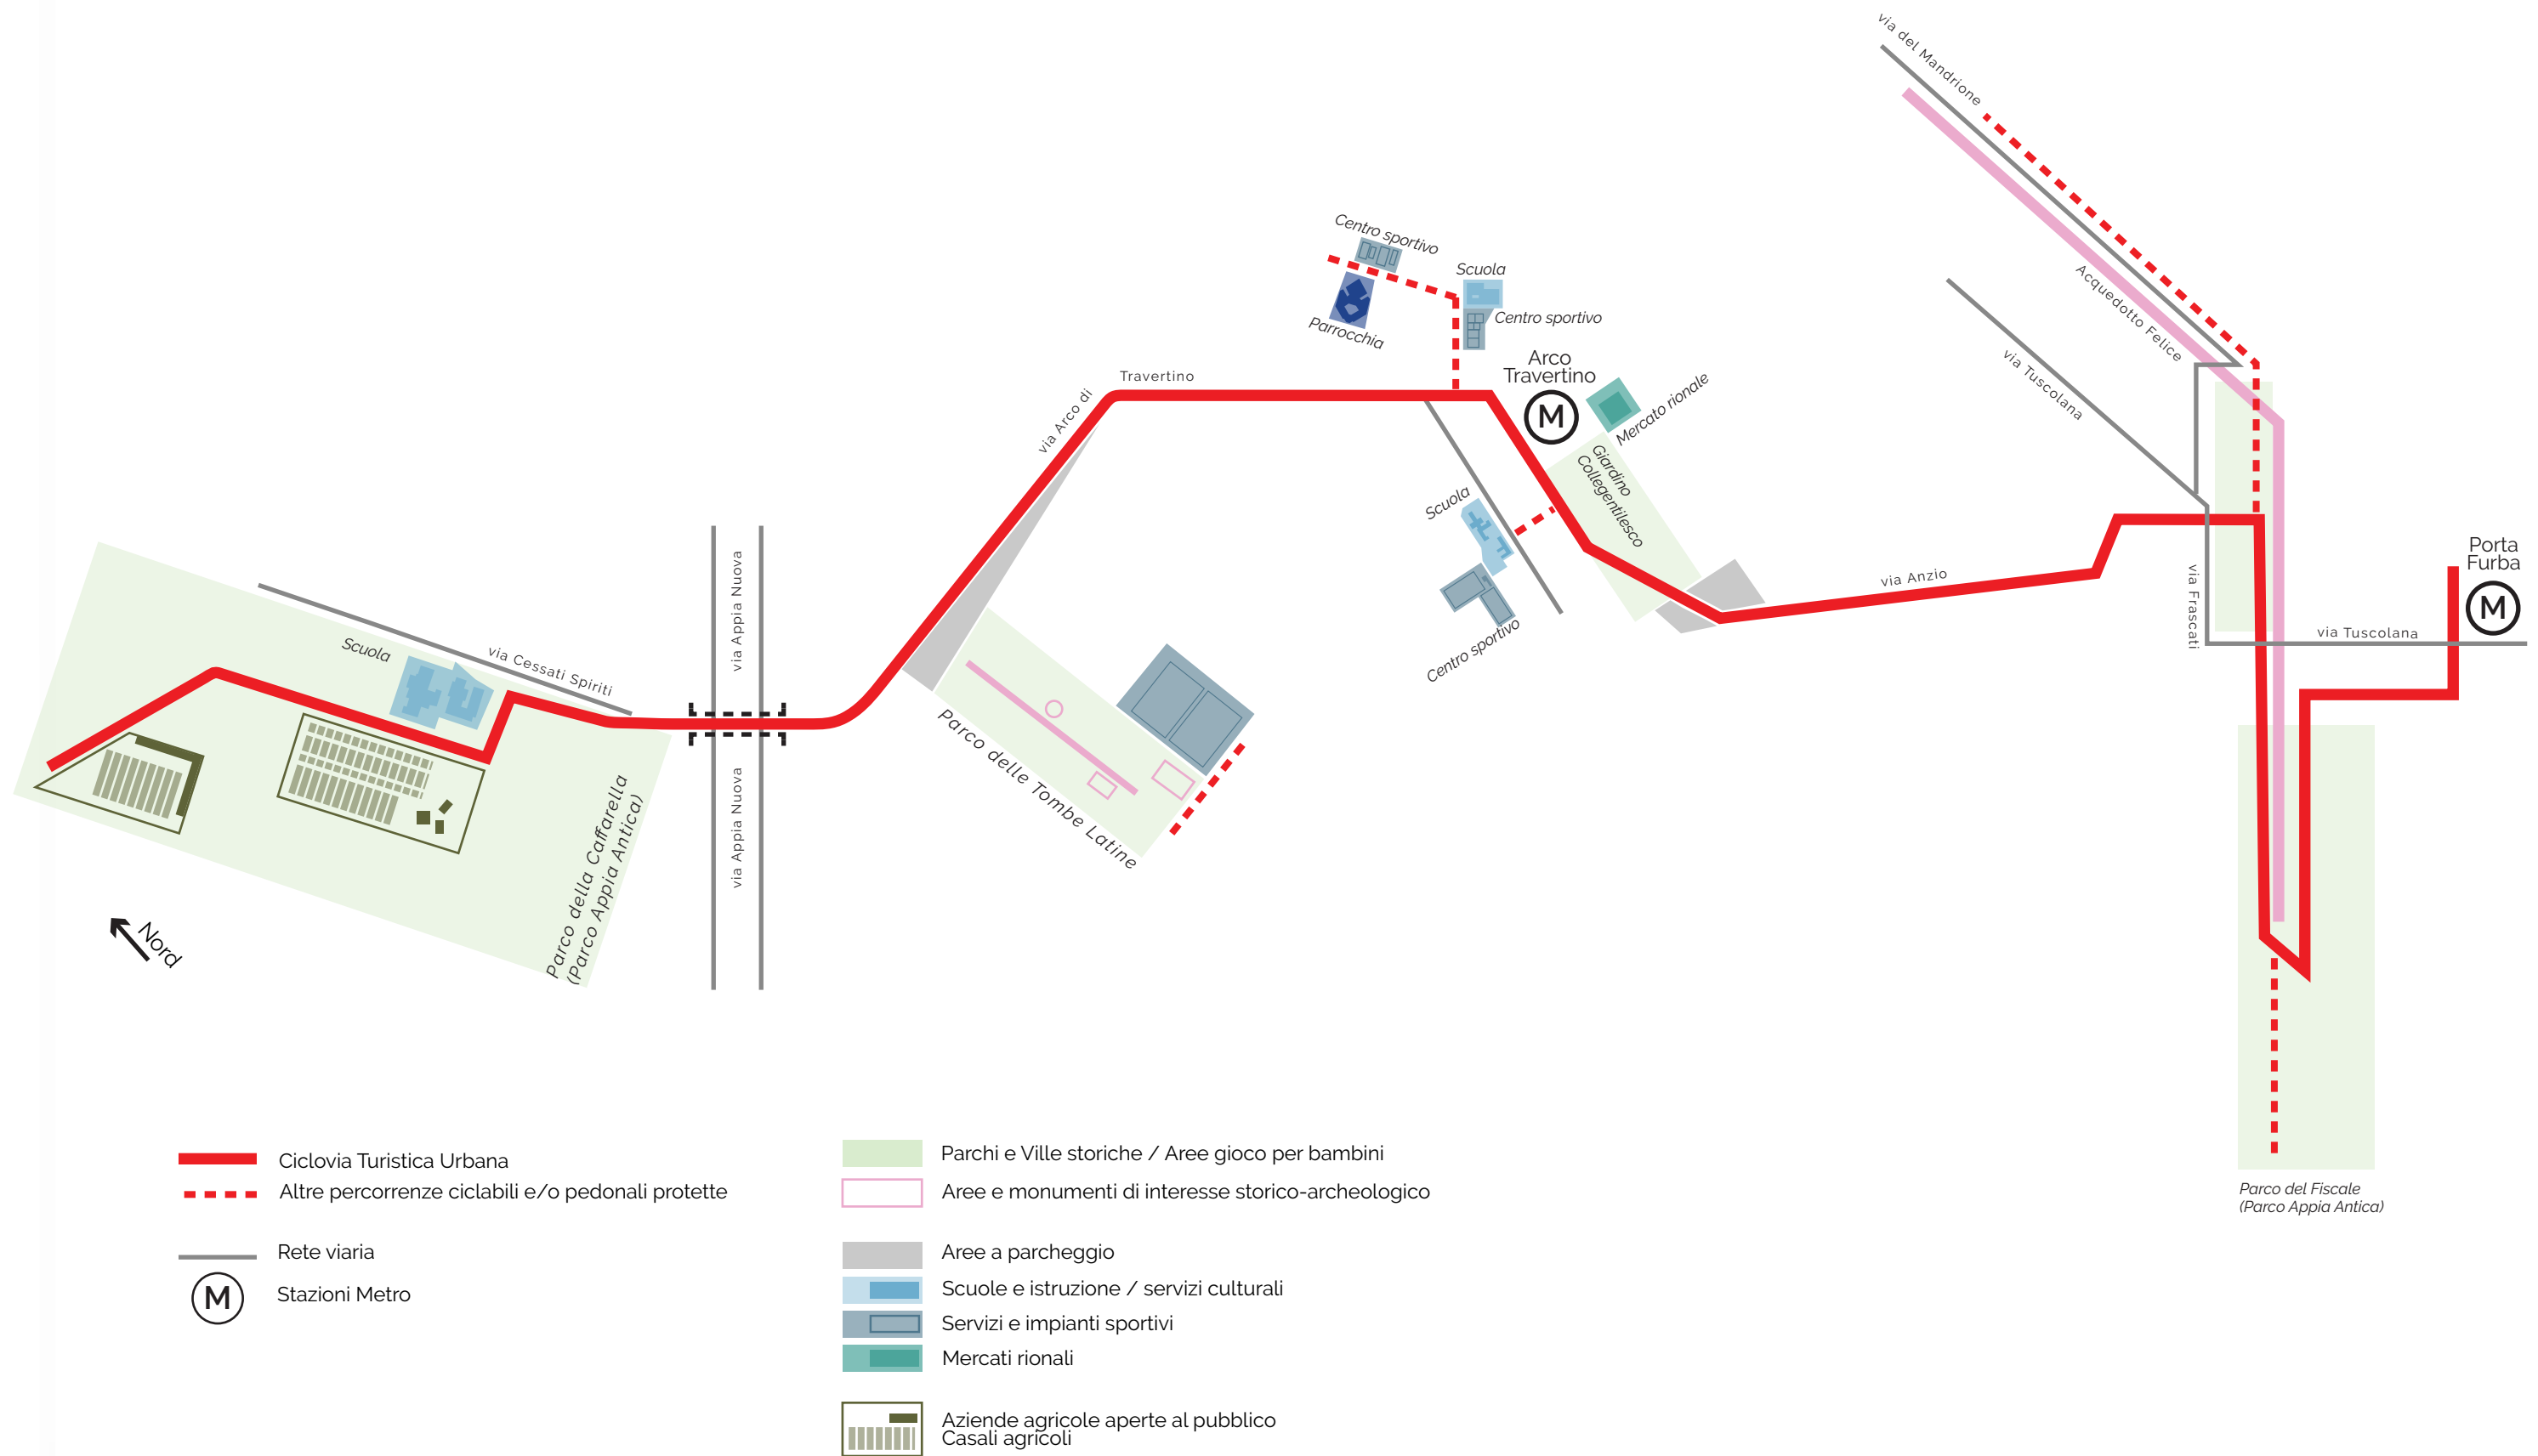 via del Mandrione
Acquedotto Felice
via Tuscolana
Centro sportivo
Parrocchia
Scuola
Centro sportivo
Arco
Travertino
M
Mercato rionale
Giardino
Collegentilesco
Travertino
via Arco di
Scuola
Centro sportivo
via Anzio
via Frascati
via Tuscolana
Porta
Furba
M
via Appia Nuova
via Appia Nuova
Scuola
via Cessati Spiriti
Parco della Caffarella
(Parco Appia Antica)
Parco delle Tombe Latine
Nord
Parco del Fiscale
(Parco Appia Antica)
Ciclovia Turistica Urbana
Altre percorrenze ciclabili e/o pedonali protette
Rete viaria
M
Stazioni Metro
Parchi e Ville storiche / Aree gioco per bambini
Aree e monumenti di interesse storico-archeologico
Aree a parcheggio
Scuole e istruzione / servizi culturali
Servizi e impianti sportivi
Mercati rionali
Aziende agricole aperte al pubblico
Casali agricoli